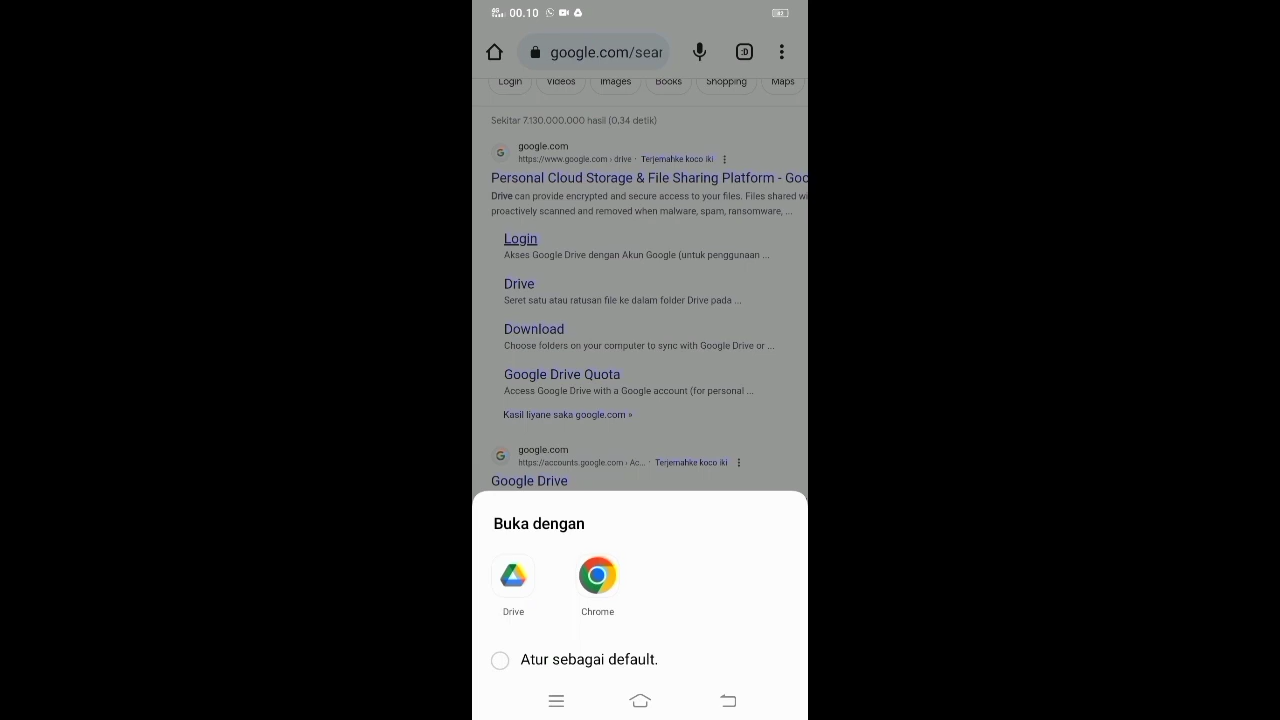 4G 00.10
google.com/sear
:D
Login Videos Images Books Shopping Maps
Sekitar 7.130.000.000 hasil (0,34 detik)
google.com
https://www.google.com › drive · Terjemahke koco iki
Personal Cloud Storage & File Sharing Platform - Goo
Drive can provide encrypted and secure access to your files. Files shared wi
proactively scanned and removed when malware, spam, ransomware, ...
Login
Akses Google Drive dengan Akun Google (untuk penggunaan ...
Drive
Seret satu atau ratusan file ke dalam folder Drive pada ...
Download
Choose folders on your computer to sync with Google Drive or ...
Google Drive Quota
Access Google Drive with a Google account (for personal ...
Kasil liyane saka google.com »
google.com
https://accounts.google.com › Ac... · Terjemahke koco iki
Google Drive
Buka dengan
Drive Chrome
Atur sebagai default.